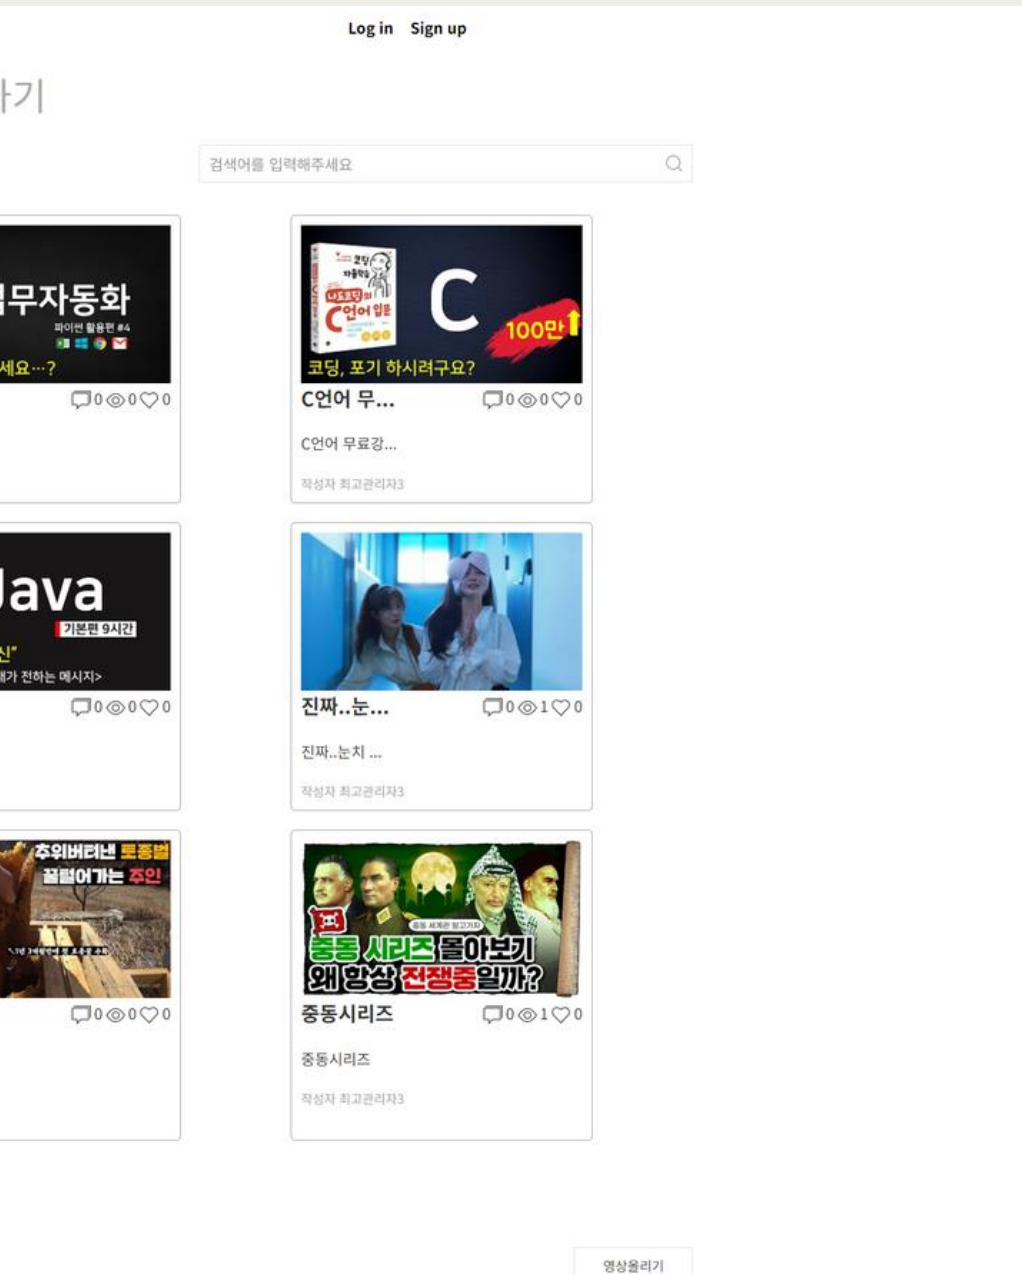 Log in Sign up
하기
검색어를 입력해주세요
업무자동화
파이썬 활용편 #4
세요…?
0 0 0
코딩
자율학습
나도코딩의
C언어 입문
C
100만
코딩, 포기 하시려구요?
C언어 무...
0 0 0
C언어 무료강...
작성자 최고관리자3
Java
기본편 9시간
신"
내가 전하는 메시지>
0 0 0
진짜..눈...
0 1 0
진짜..눈치 ...
작성자 최고관리자3
추위버텨낸 토종벌
꿀털어가는 주인
0 0 0
중동 시리즈 몰아보기
왜 항상 전쟁중일까?
중동시리즈
0 1 0
중동시리즈
작성자 최고관리자3
영상올리기